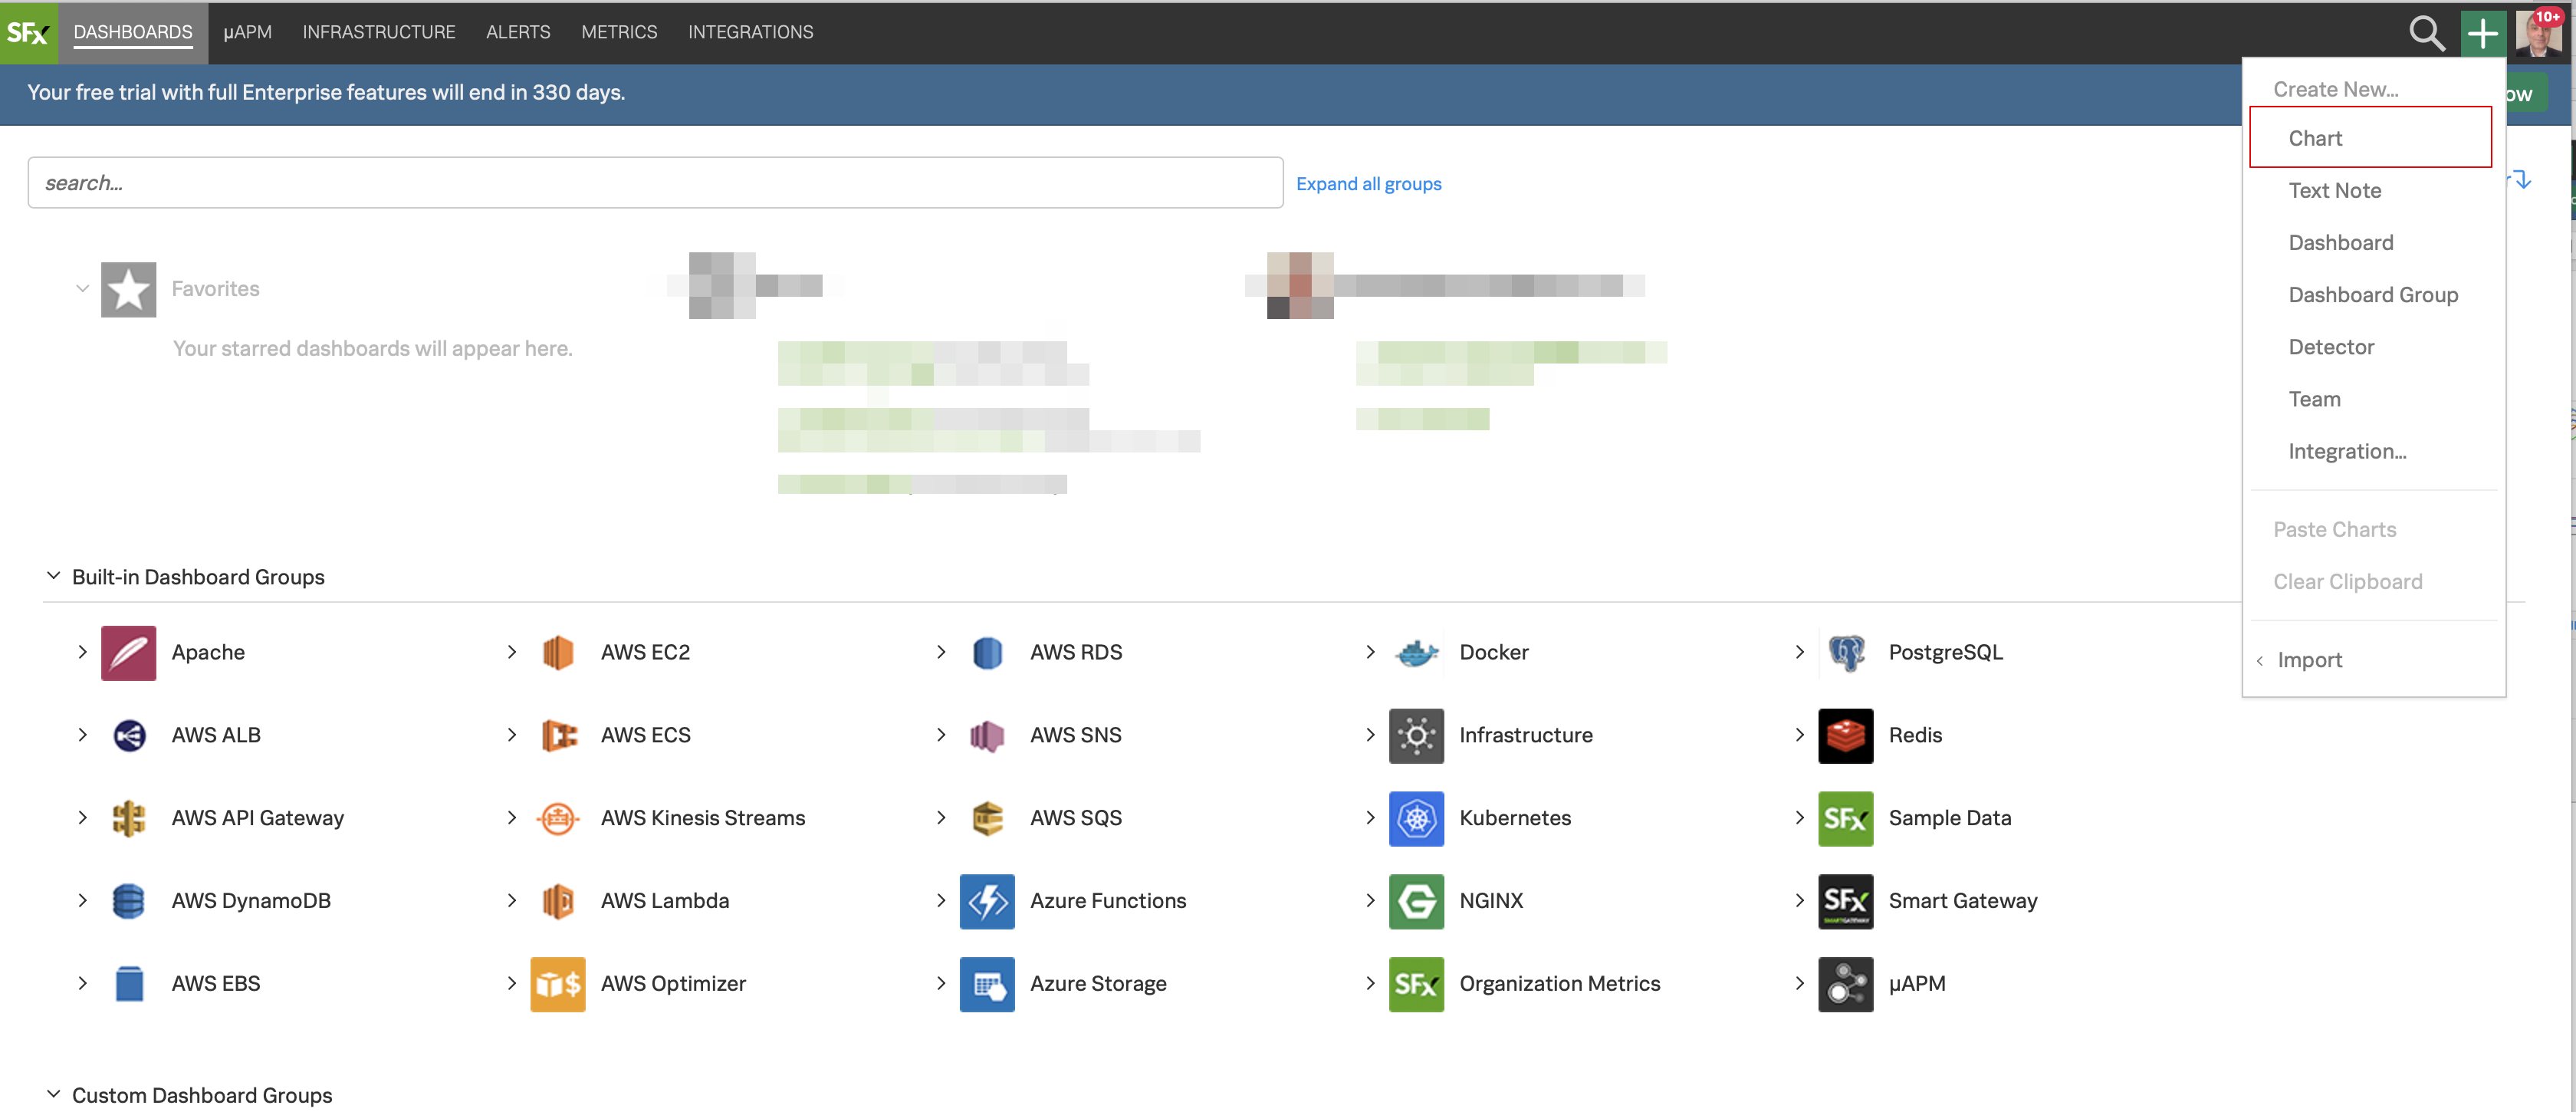 SFx DASHBOARDS µAPM INFRASTRUCTURE ALERTS METRICS INTEGRATIONS 10+
Your free trial with full Enterprise features will end in 330 days.
ow
Create New...
Chart
Text Note
Dashboard
Dashboard Group
Detector
Team
Integration...
Paste Charts
Clear Clipboard
Import
search...
Expand all groups
Favorites
Your starred dashboards will appear here.
Built-in Dashboard Groups
Apache
AWS EC2
AWS RDS
Docker
PostgreSQL
AWS ALB
AWS ECS
AWS SNS
Infrastructure
Redis
AWS API Gateway
AWS Kinesis Streams
AWS SQS
Kubernetes
SFx Sample Data
AWS DynamoDB
AWS Lambda
Azure Functions
NGINX
SFx SMARTGATEWAY Smart Gateway
AWS EBS
AWS Optimizer
Azure Storage
SFx Organization Metrics
µAPM
Custom Dashboard Groups